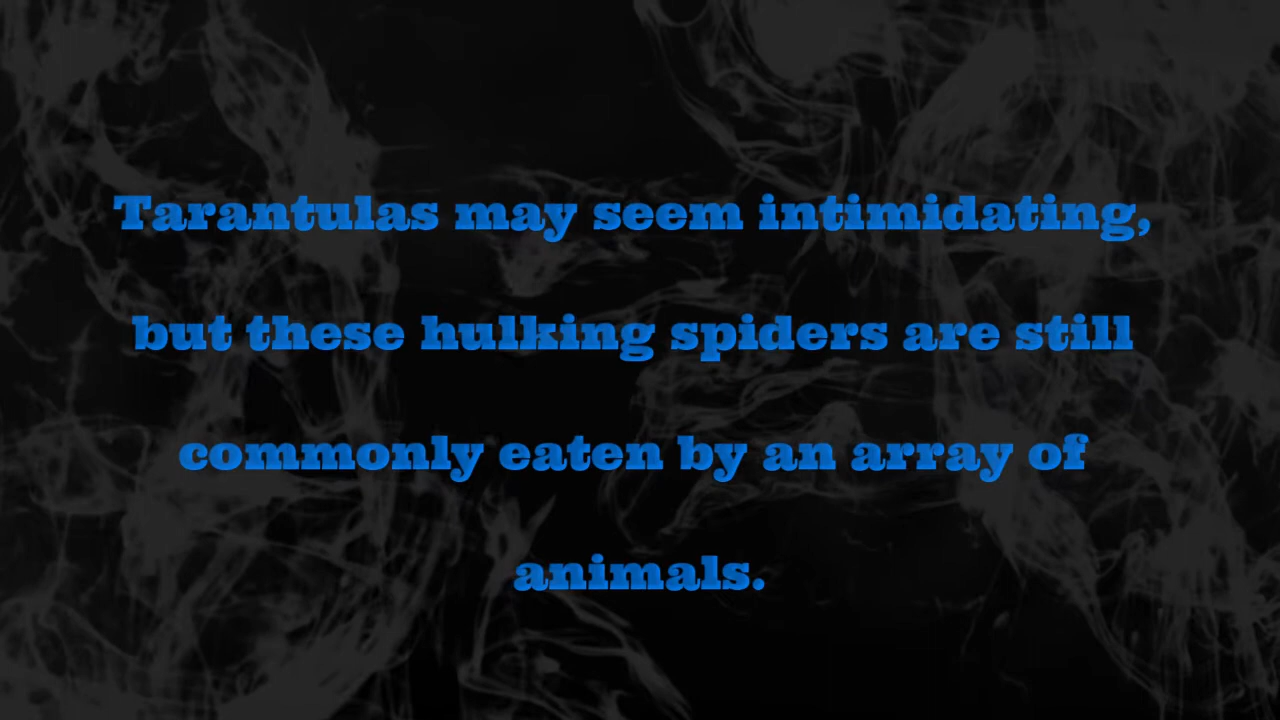 Tarantulas may seem intimidating,
but these hulking spiders are still
commonly eaten by an array of
animals.